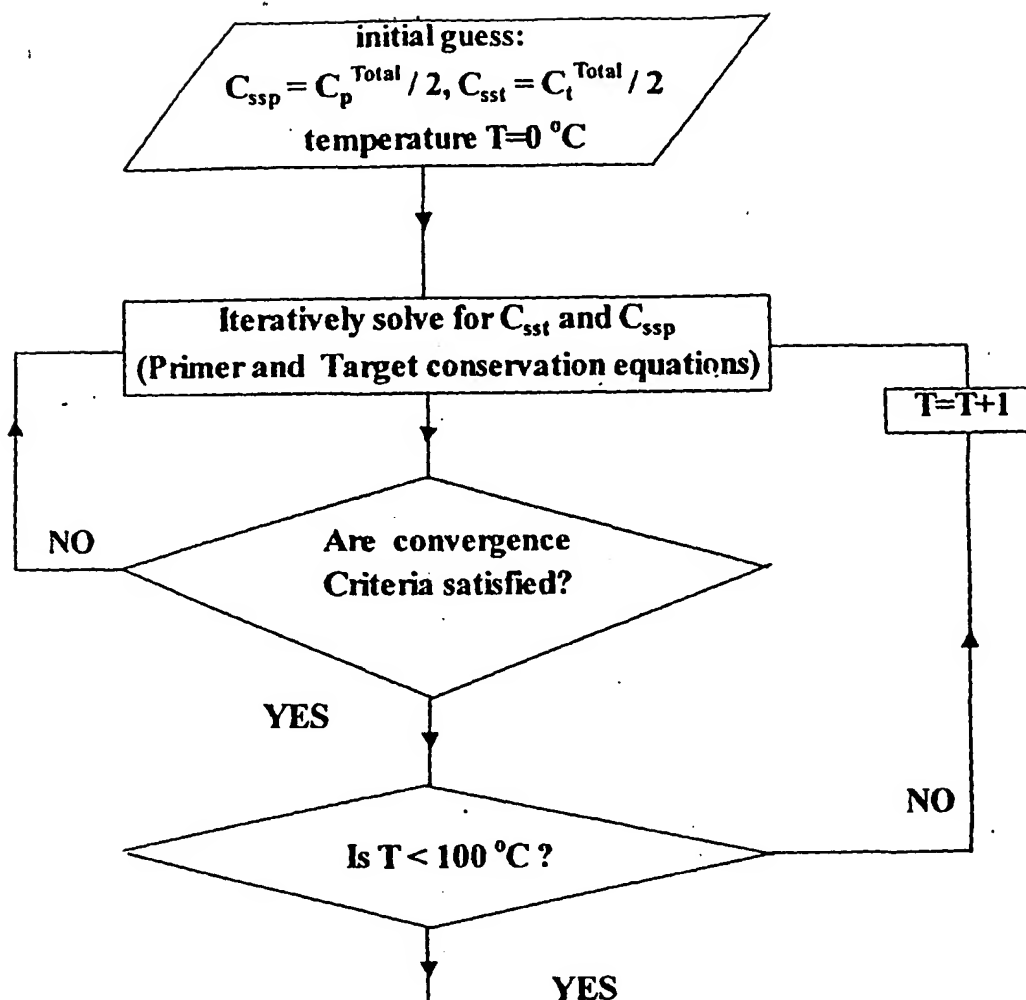 initial guess:
C_ssp = C_p^Total / 2, C_sst = C_t^Total / 2
temperature T=0 °C
Iteratively solve for C_sst and C_ssp
(Primer and Target conservation equations)
T=T+1
NO
Are convergence
Criteria satisfied?
YES
NO
Is T < 100 °C ?
YES